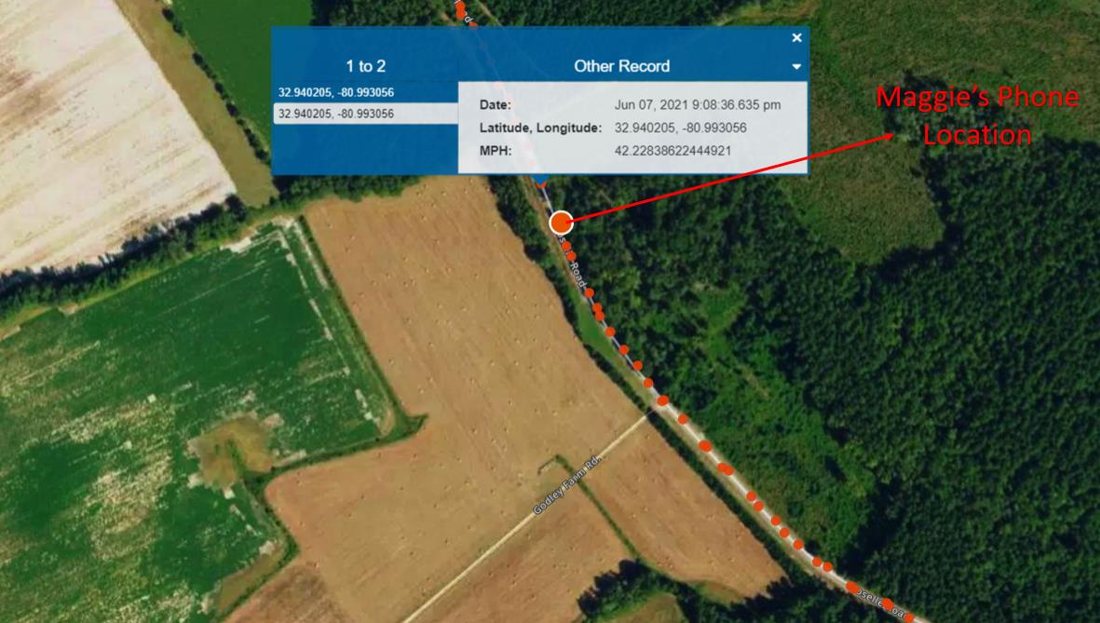 1 to 2
Other Record
32.940205, -80.993056
32.940205, -80.993056
Date: Jun 07, 2021 9:08:36.635 pm
Latitude, Longitude: 32.940205, -80.993056
MPH: 42.22838622444921
Maggie's Phone
Location
Road
Godley Farm Rd.